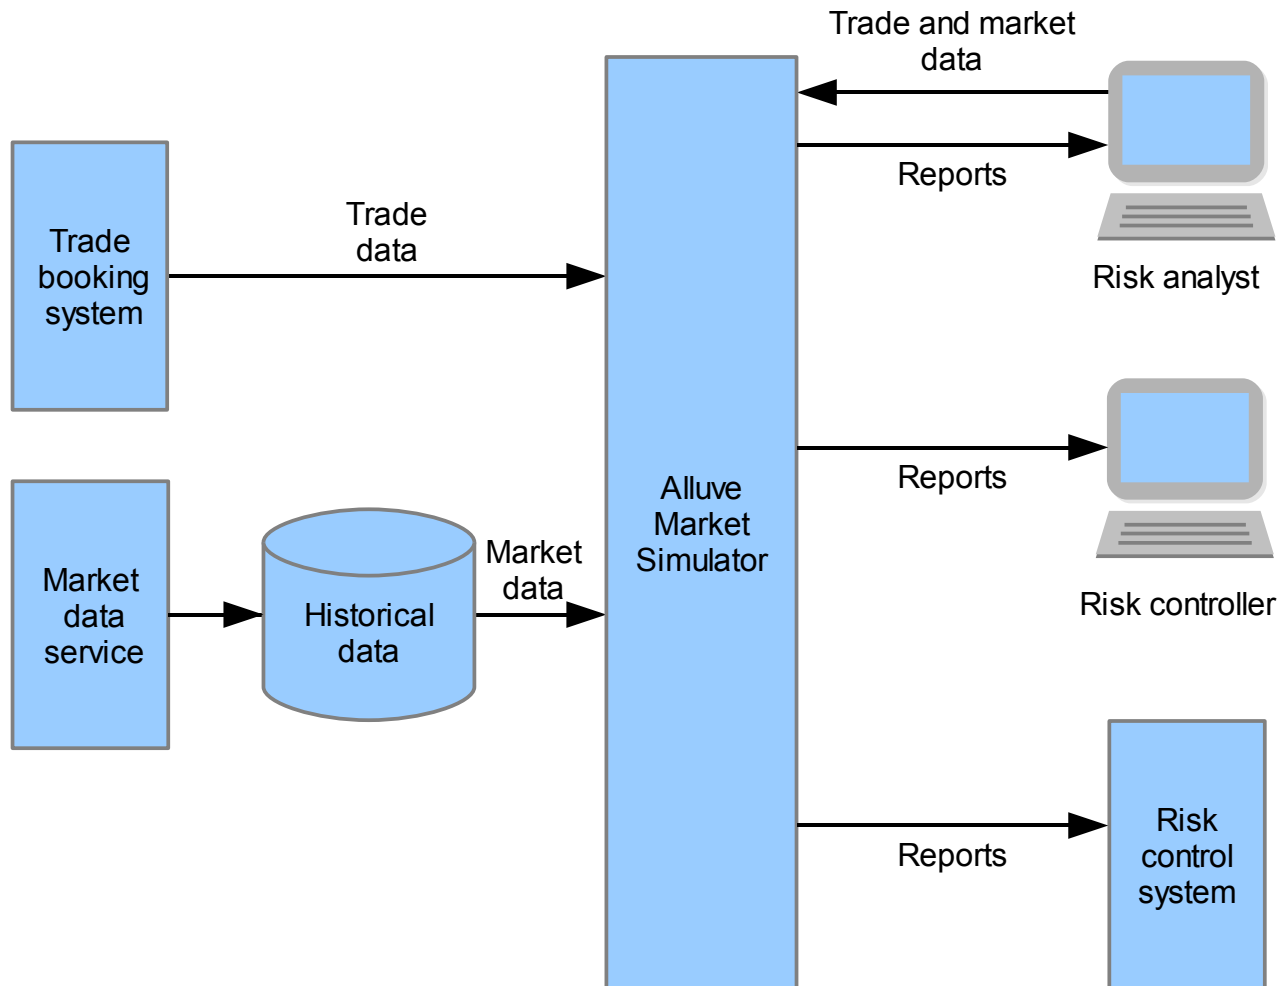 Trade and market
data
Reports
Risk analyst
Trade
booking
system
Trade
data
Alluve
Market
Simulator
Reports
Risk controller
Market
data
service
Historical
data
Market
data
Reports
Risk
control
system